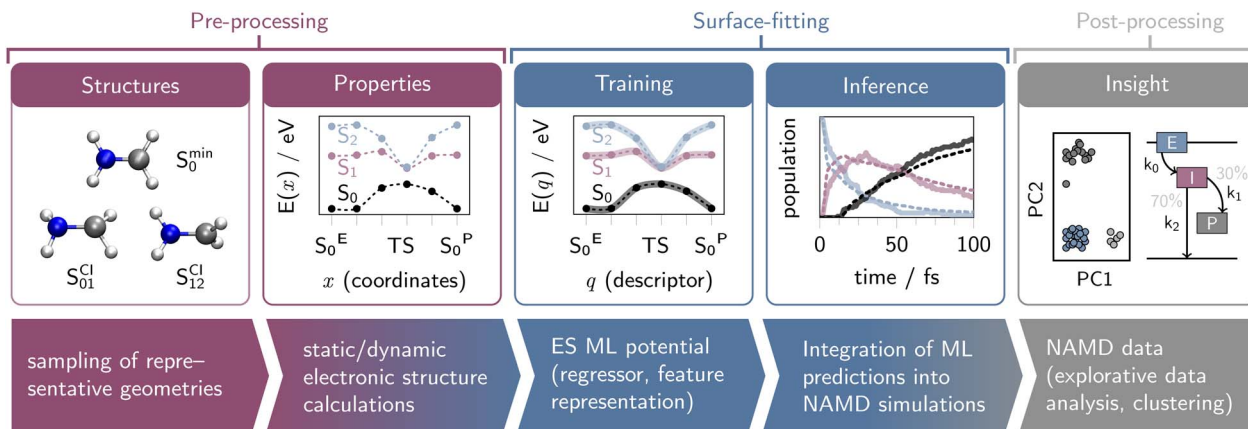 Pre-processing
Surface-fitting
Post-processing
Structures
Properties
Training
Inference
Insight
S₀ᵐⁱⁿ
S₀₁ᶜᴵ
S₁₂ᶜᴵ
E(x) / eV
S₂
S₁
S₀
S₀ᴱ TS S₀ᴾ
x (coordinates)
E(q) / eV
S₂
S₁
S₀
S₀ᴱ TS S₀ᴾ
q (descriptor)
population
0 50 100
time / fs
PC2
PC1
E
k₀
I
30%
k₁
70%
k₂
P
sampling of repre–
sentative geometries
static/dynamic
electronic structure
calculations
ES ML potential
(regressor, feature
representation)
Integration of ML
predictions into
NAMD simulations
NAMD data
(explorative data
analysis, clustering)